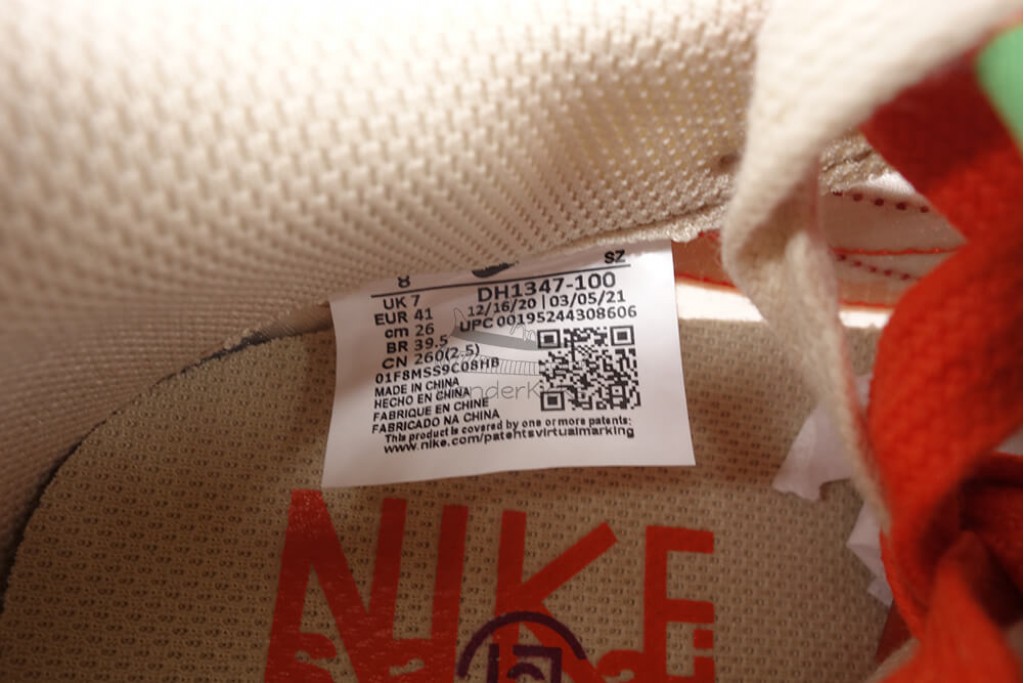 8
SZ
UK 7
EUR 41
cm 26
BR 39.5
CN 260(2.5)
DH1347-100
12/16/20 | 03/05/21
UPC 00195244308606
01F8MSS9C08HB
MADE IN CHINA
HECHO EN CHINA
FABRIQUE EN CHINE
FABRICADO NA CHINA
This product is covered by one or more patents:
www.nike.com/patentsvirtualmarking
NIKE